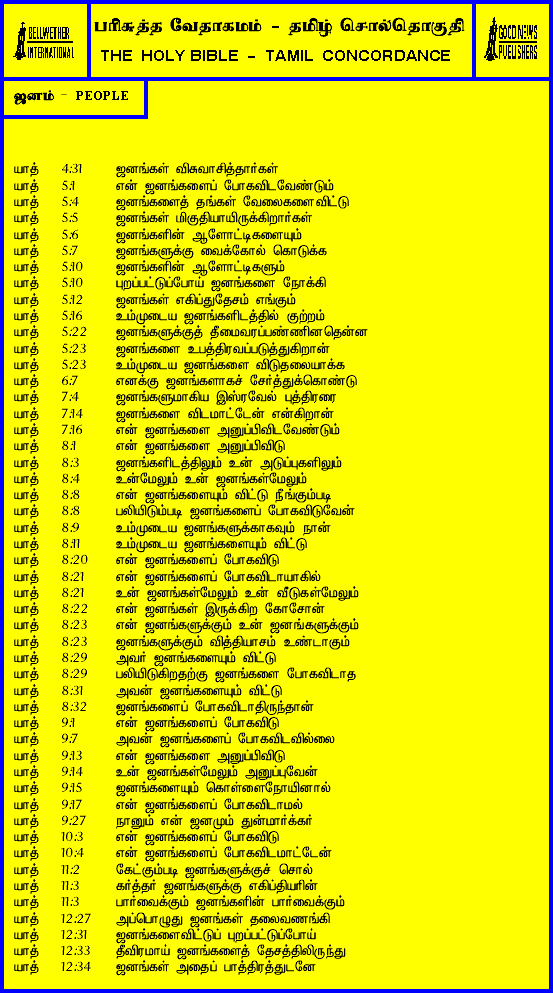 BELLWETHER
INTERNATIONAL
பரிசுத்த வேதாகமம் - தமிழ் சொல்தொகுதி
THE HOLY BIBLE - TAMIL CONCORDANCE
GOOD NEWS
PUBLISHERS
ஜனம் - PEOPLE
யாத் 4:31 ஜனங்கள் விசுவாசித்தார்கள்
யாத் 5:1 என் ஜனங்களைப் போகவிடவேண்டும்
யாத் 5:4 ஜனங்களைத் தங்கள் வேலைகளைவிட்டு
யாத் 5:5 ஜனங்கள் மிகுதியாயிருக்கிறார்கள்
யாத் 5:6 ஜனங்களின் ஆளோட்டிகளையும்
யாத் 5:7 ஜனங்களுக்கு வைக்கோல் கொடுக்க
யாத் 5:10 ஜனங்களின் ஆளோட்டிகளும்
யாத் 5:10 புறப்பட்டுப்போய் ஜனங்களை நோக்கி
யாத் 5:12 ஜனங்கள் எகிப்துதேசம் எங்கும்
யாத் 5:16 உம்முடைய ஜனங்களிடத்தில் குற்றம்
யாத் 5:22 ஜனங்களுக்குத் தீமைவரப்பண்ணினதென்ன
யாத் 5:23 ஜனங்களை உபத்திரவப்படுத்துகிறான்
யாத் 5:23 உம்முடைய ஜனங்களை விடுதலையாக்க
யாத் 6:7 எனக்கு ஜனங்களாகச் சேர்த்துக்கொண்டு
யாத் 7:4 ஜனங்களுமாகிய இஸ்ரவேல் புத்திரரை
யாத் 7:14 ஜனங்களை விடமாட்டேன் என்கிறான்
யாத் 7:16 என் ஜனங்களை அனுப்பிவிடவேண்டும்
யாத் 8:1 என் ஜனங்களை அனுப்பிவிடு
யாத் 8:3 ஜனங்களிடத்திலும் உன் அடுப்புகளிலும்
யாத் 8:4 உன்மேலும் உன் ஜனங்கள்மேலும்
யாத் 8:8 என் ஜனங்களையும் விட்டு நீங்கும்படி
யாத் 8:8 பலியிடும்படி ஜனங்களைப் போகவிடுவேன்
யாத் 8:9 உம்முடைய ஜனங்களுக்காகவும் நான்
யாத் 8:11 உம்முடைய ஜனங்களையும் விட்டு
யாத் 8:20 என் ஜனங்களைப் போகவிடு
யாத் 8:21 என் ஜனங்களைப் போகவிடாயாகில்
யாத் 8:21 உன் ஜனங்கள்மேலும் உன் வீடுகள்மேலும்
யாத் 8:22 என் ஜனங்கள் இருக்கிற கோசேன்
யாத் 8:23 என் ஜனங்களுக்கும் உன் ஜனங்களுக்கும்
யாத் 8:23 ஜனங்களுக்கும் வித்தியாசம் உண்டாகும்
யாத் 8:29 அவர் ஜனங்களையும் விட்டு
யாத் 8:29 பலியிடுகிறதற்கு ஜனங்களை போகவிடாத
யாத் 8:31 அவன் ஜனங்களையும் விட்டு
யாத் 8:32 ஜனங்களைப் போகவிடாதிருந்தான்
யாத் 9:1 என் ஜனங்களைப் போகவிடு
யாத் 9:7 அவன் ஜனங்களைப் போகவிடவில்லை
யாத் 9:13 என் ஜனங்களை அனுப்பிவிடு
யாத் 9:14 உன் ஜனங்கள்மேலும் அனுப்புவேன்
யாத் 9:15 ஜனங்களையும் கொள்ளைநோயினால்
யாத் 9:17 என் ஜனங்களைப் போகவிடாமல்
யாத் 9:27 நானும் என் ஜனமும் துன்மார்க்கர்
யாத் 10:3 என் ஜனங்களைப் போகவிடு
யாத் 10:4 என் ஜனங்களைப் போகவிடமாட்டேன்
யாத் 11:2 கேட்கும்படி ஜனங்களுக்குச் சொல்
யாத் 11:3 கர்த்தர் ஜனங்களுக்கு எகிப்தியரின்
யாத் 11:3 பார்வைக்கும் ஜனங்களின் பார்வைக்கும்
யாத் 12:27 அப்பொழுது ஜனங்கள் தலைவணங்கி
யாத் 12:31 ஜனங்களைவிட்டுப் புறப்பட்டுப்போய்
யாத் 12:33 தீவிரமாய் ஜனங்களைத் தேசத்திலிருந்து
யாத் 12:34 ஜனங்கள் அதைப் பாத்திரத்துடனே